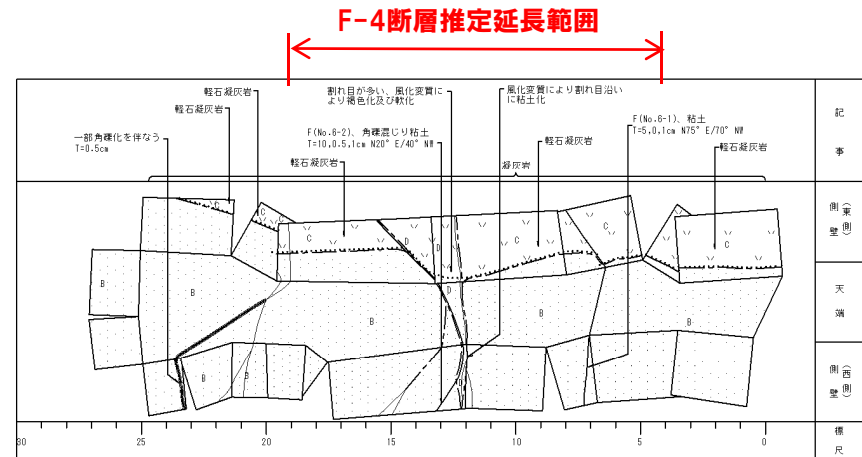 F-4断層推定延長範囲
軽石凝灰岩
軽石凝灰岩
割れ目が多い、風化変質に
より褐色化及び軟化
風化変質により割れ目沿い
に粘土化
記事
一部角礫化を伴なう
T=0.5cm
F(No.6-2)、角礫混じり粘土
T=10,0.5,1cm N20°E/40°NW
F(No.6-1)、粘土
T=5,0,1cm N75°E/70°NW
軽石凝灰岩
凝灰岩
軽石凝灰岩
軽石凝灰岩
側壁(東側)
C
C
C
D
D
C
C
天端
B
B
D
B
B
側壁(西側)
B
B
D
標尺
30
25
20
15
10
5
0